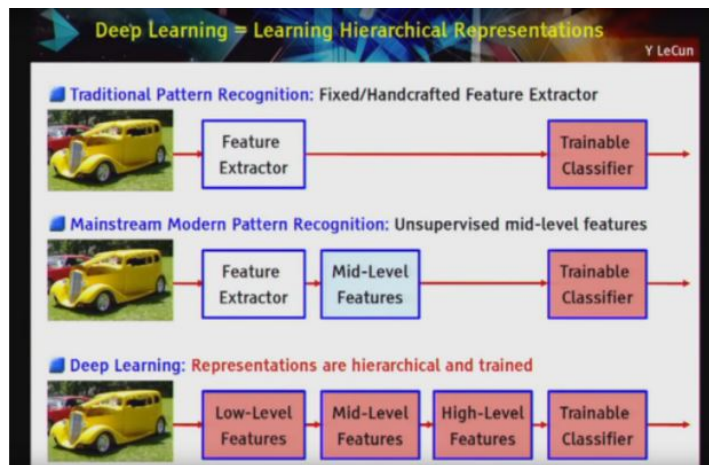 Deep Learning = Learning Hierarchical Representations
Y LeCun
Traditional Pattern Recognition: Fixed/Handcrafted Feature Extractor
Feature
Extractor
Trainable
Classifier
Mainstream Modern Pattern Recognition: Unsupervised mid-level features
Feature
Extractor
Mid-Level
Features
Trainable
Classifier
Deep Learning: Representations are hierarchical and trained
Low-Level
Features
Mid-Level
Features
High-Level
Features
Trainable
Classifier